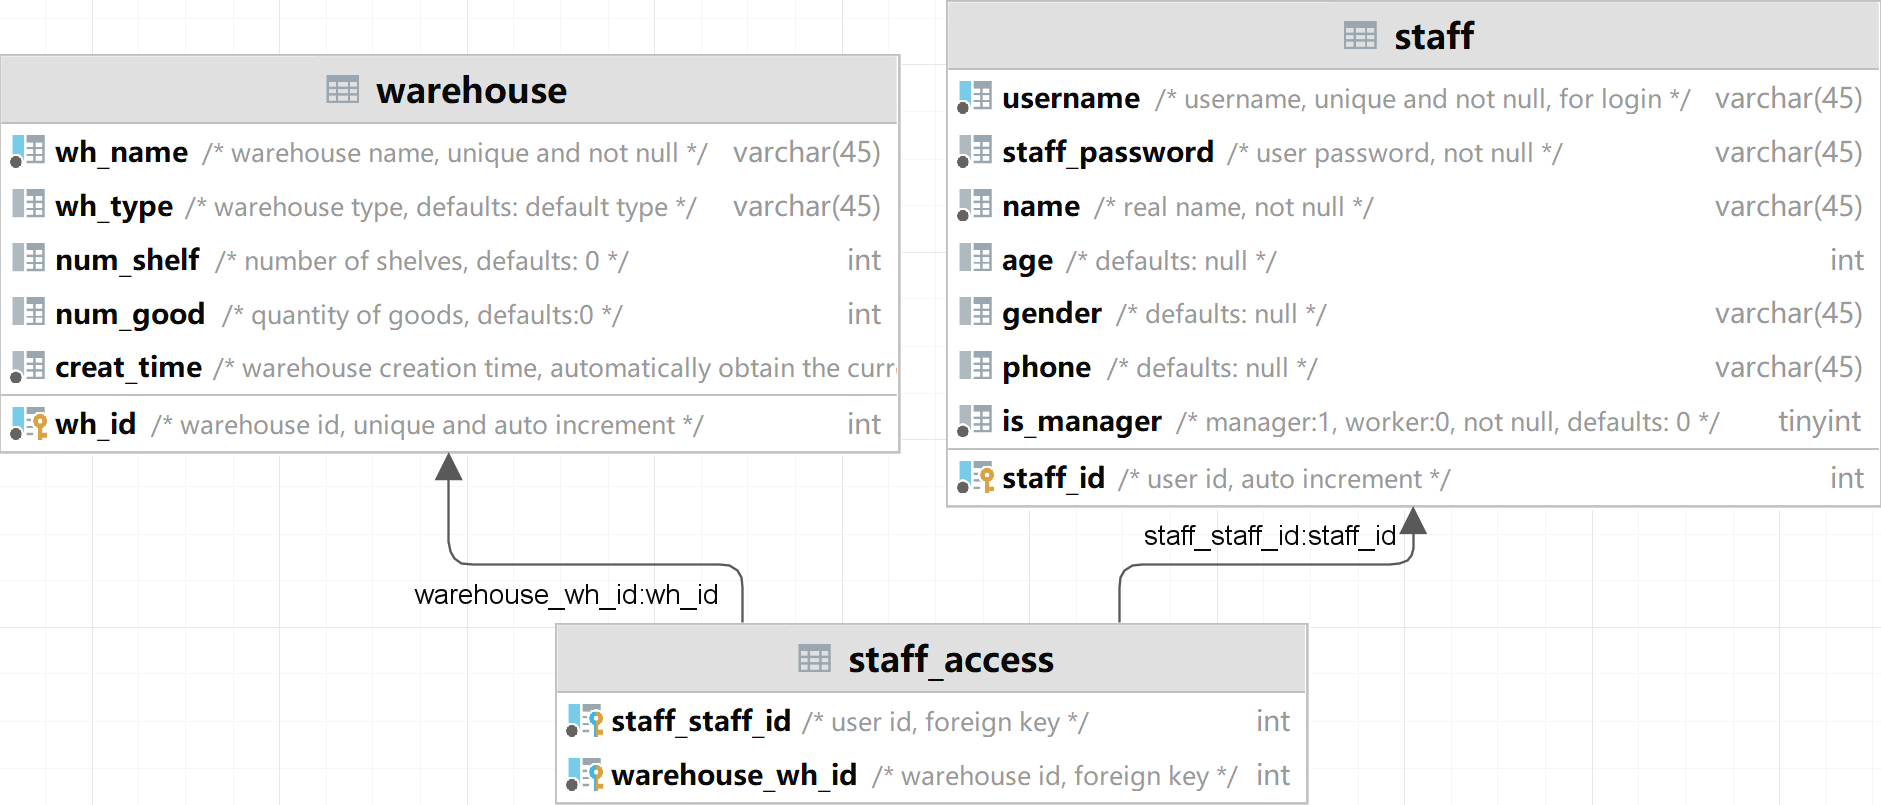 warehouse
wh_name /* warehouse name, unique and not null */ varchar(45)
wh_type /* warehouse type, defaults: default type */ varchar(45)
num_shelf /* number of shelves, defaults: 0 */ int
num_good /* quantity of goods, defaults:0 */ int
creat_time /* warehouse creation time, automatically obtain the curr
wh_id /* warehouse id, unique and auto increment */ int
staff
username /* username, unique and not null, for login */ varchar(45)
staff_password /* user password, not null */ varchar(45)
name /* real name, not null */ varchar(45)
age /* defaults: null */ int
gender /* defaults: null */ varchar(45)
phone /* defaults: null */ varchar(45)
is_manager /* manager:1, worker:0, not null, defaults: 0 */ tinyint
staff_id /* user id, auto increment */ int
staff_staff_id:staff_id
warehouse_wh_id:wh_id
staff_access
staff_staff_id /* user id, foreign key */ int
warehouse_wh_id /* warehouse id, foreign key */ int